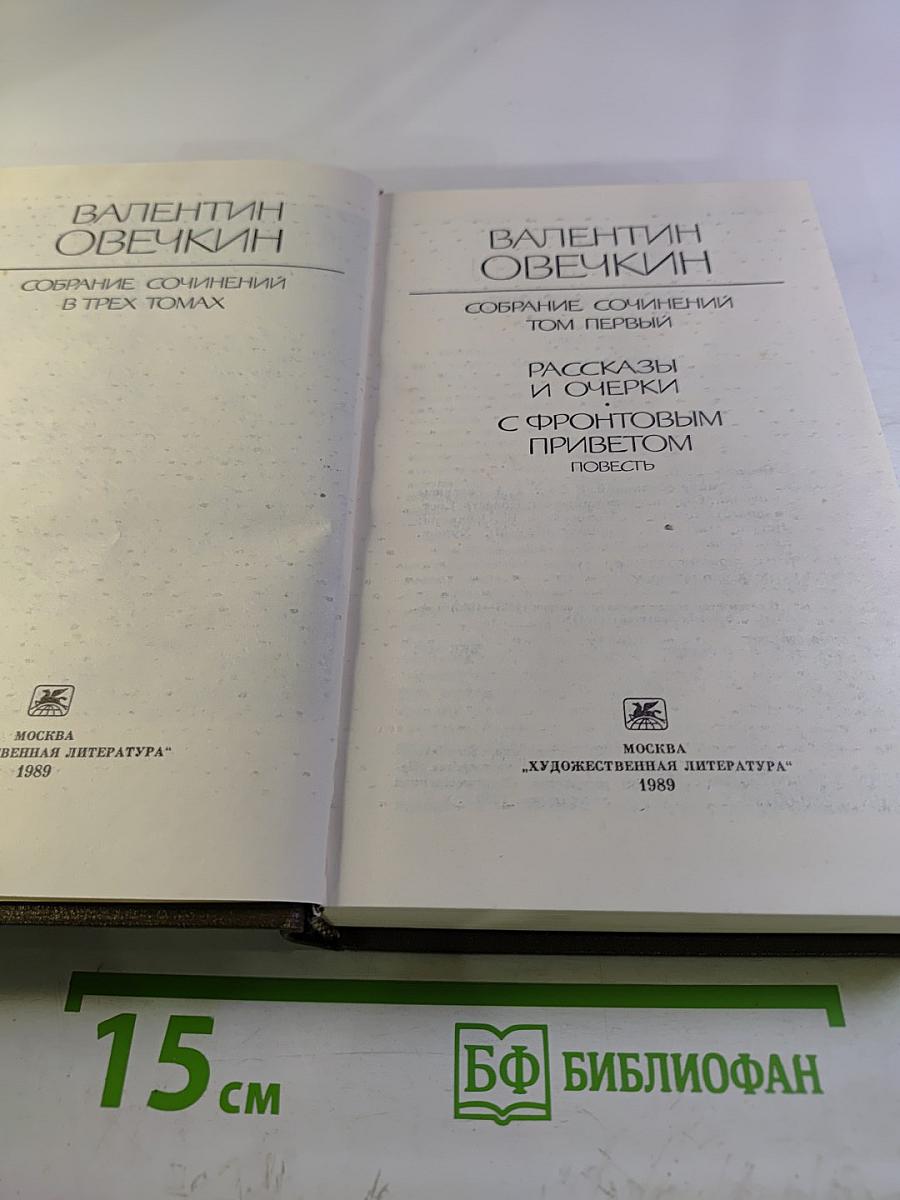 ВАЛЕНТИН
ОВЕЧКИН
СОБРАНИЕ СОЧИНЕНИЙ
В ТРЕХ ТОМАХ
МОСКВА
ЛИТЕРАТУРА“
1989
ВАЛЕНТИН
ОВЕЧКИН
СОБРАНИЕ СОЧИНЕНИЙ
ТОМ ПЕРВЫЙ
РАССКАЗЫ
И ОЧЕРКИ
С ФРОНТОВЫМ
ПРИВЕТОМ
ПОВЕСТЬ
МОСКВА
„ХУДОЖЕСТВЕННАЯ ЛИТЕРАТУРА“
1989
15 см
БФ БИБЛИОФАН